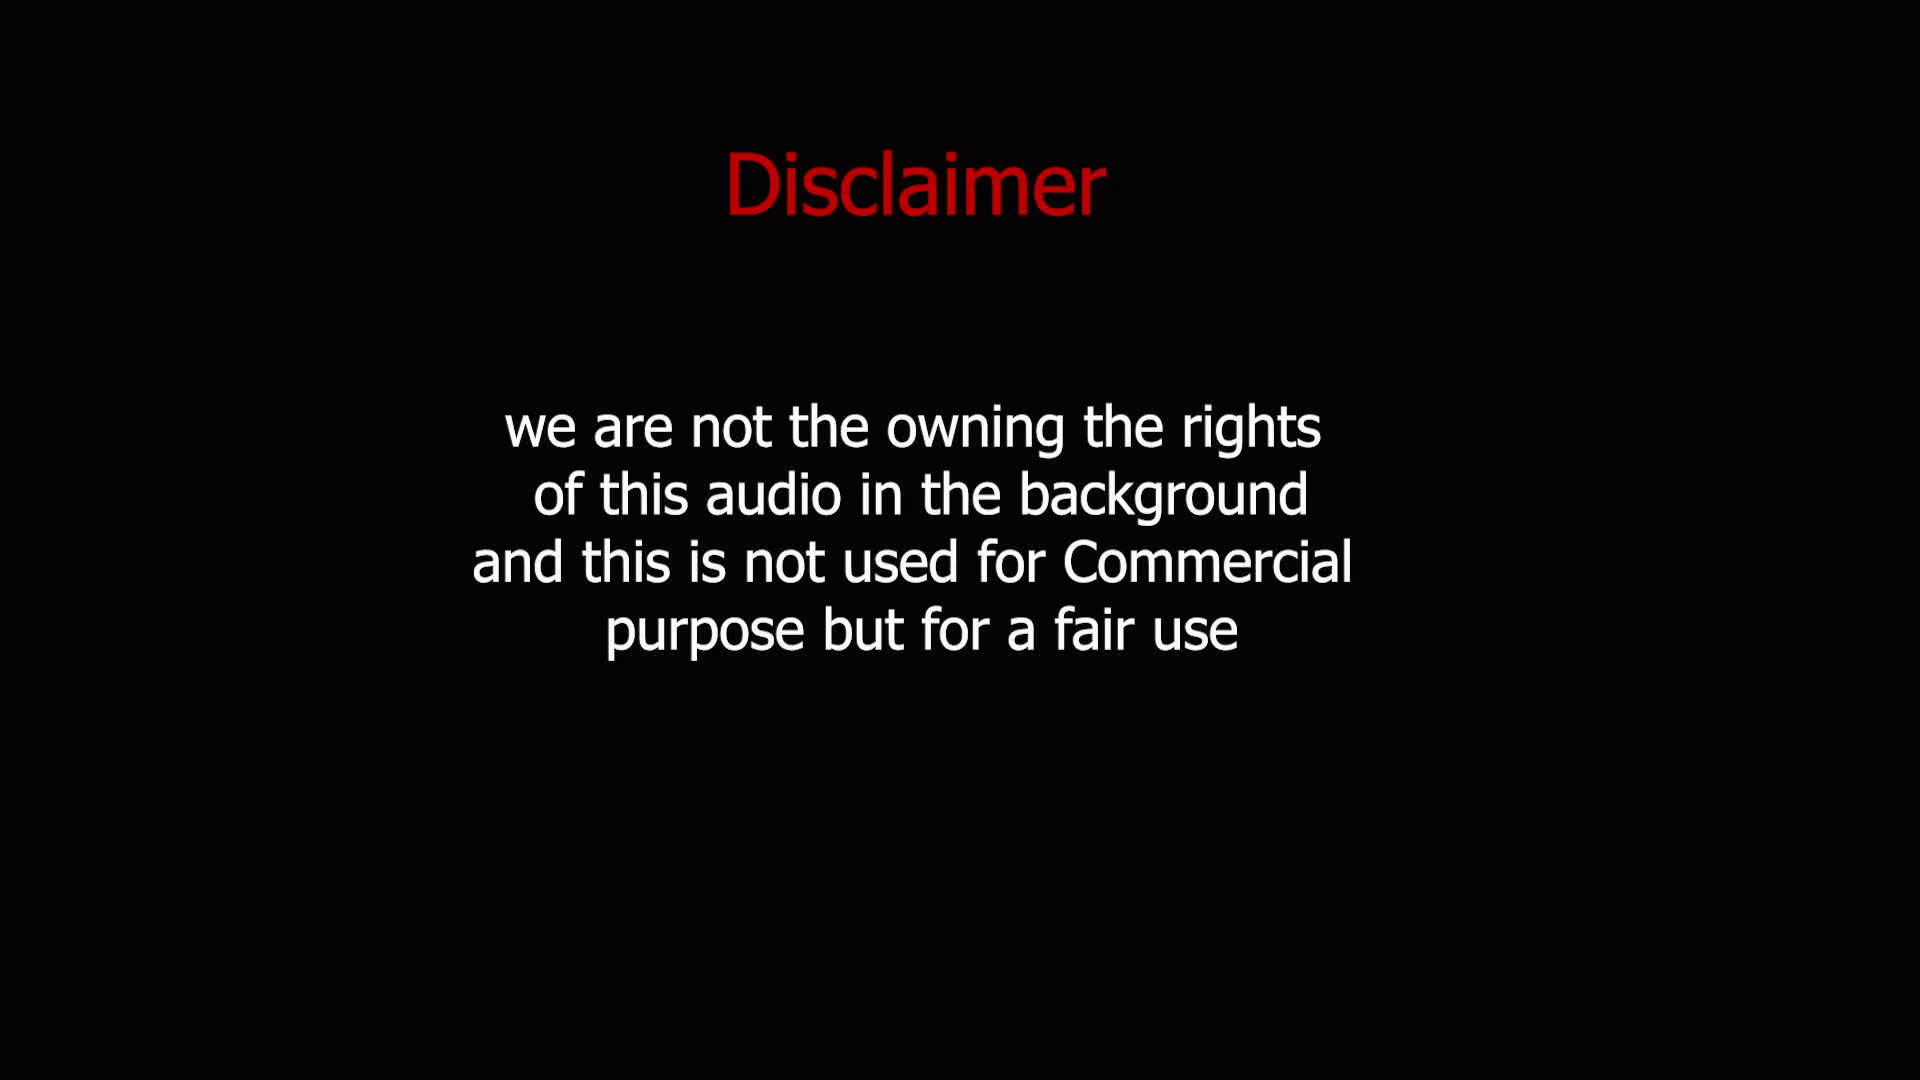 Disclaimer
we are not the owning the rights
of this audio in the background
and this is not used for Commercial
purpose but for a fair use